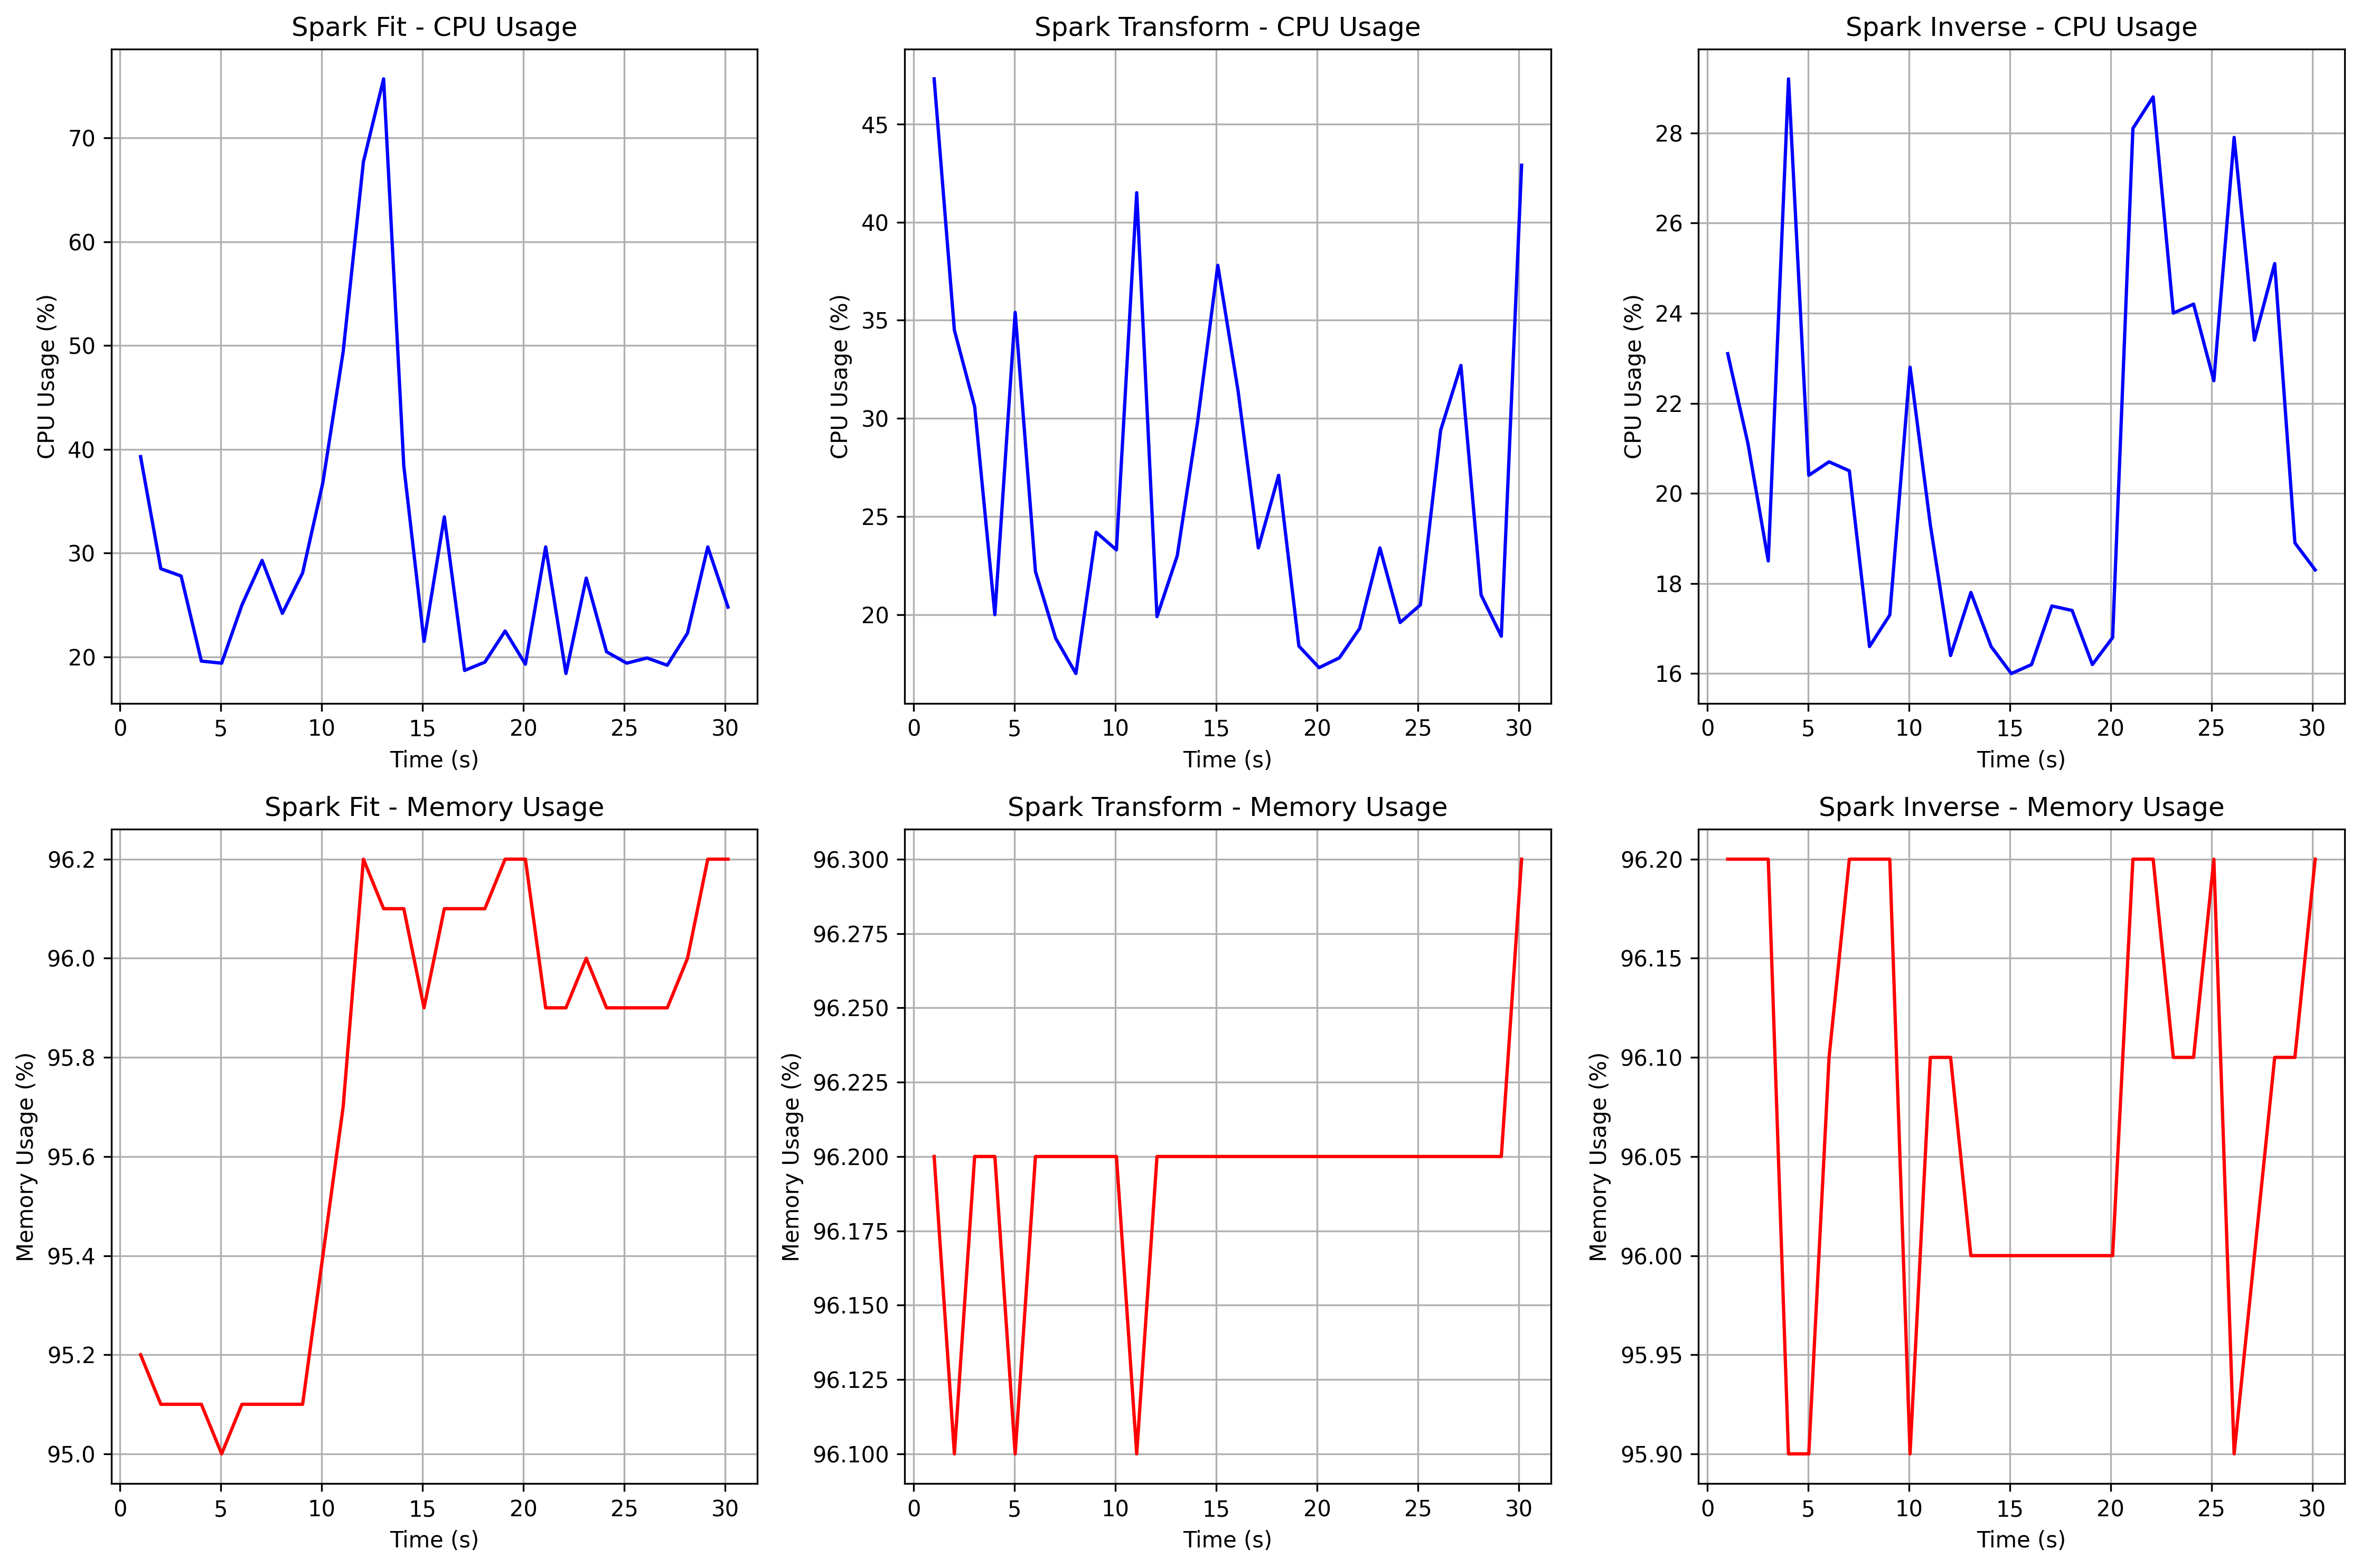 Spark Fit - CPU Usage
CPU Usage (%)
70
60
50
40
30
20
0 5 10 15 20 25 30
Time (s)
Spark Transform - CPU Usage
CPU Usage (%)
45
40
35
30
25
20
0 5 10 15 20 25 30
Time (s)
Spark Inverse - CPU Usage
CPU Usage (%)
28
26
24
22
20
18
16
0 5 10 15 20 25 30
Time (s)
Spark Fit - Memory Usage
Memory Usage (%)
96.2
96.0
95.8
95.6
95.4
95.2
95.0
0 5 10 15 20 25 30
Time (s)
Spark Transform - Memory Usage
Memory Usage (%)
96.300
96.275
96.250
96.225
96.200
96.175
96.150
96.125
96.100
0 5 10 15 20 25 30
Time (s)
Spark Inverse - Memory Usage
Memory Usage (%)
96.20
96.15
96.10
96.05
96.00
95.95
95.90
0 5 10 15 20 25 30
Time (s)